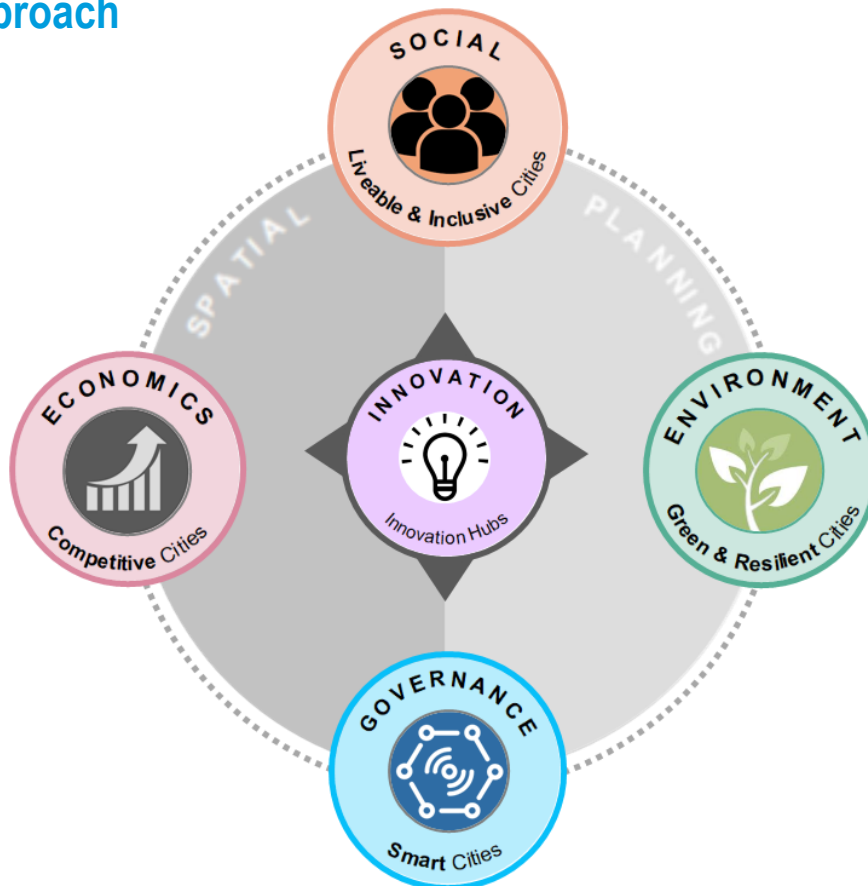 proach
SOCIAL
Liveable & Inclusive Cities
SPATIAL
PLANNING
ECONOMICS
Competitive Cities
INNOVATION
Innovation Hubs
ENVIRONMENT
Green & Resilient Cities
GOVERNANCE
Smart Cities